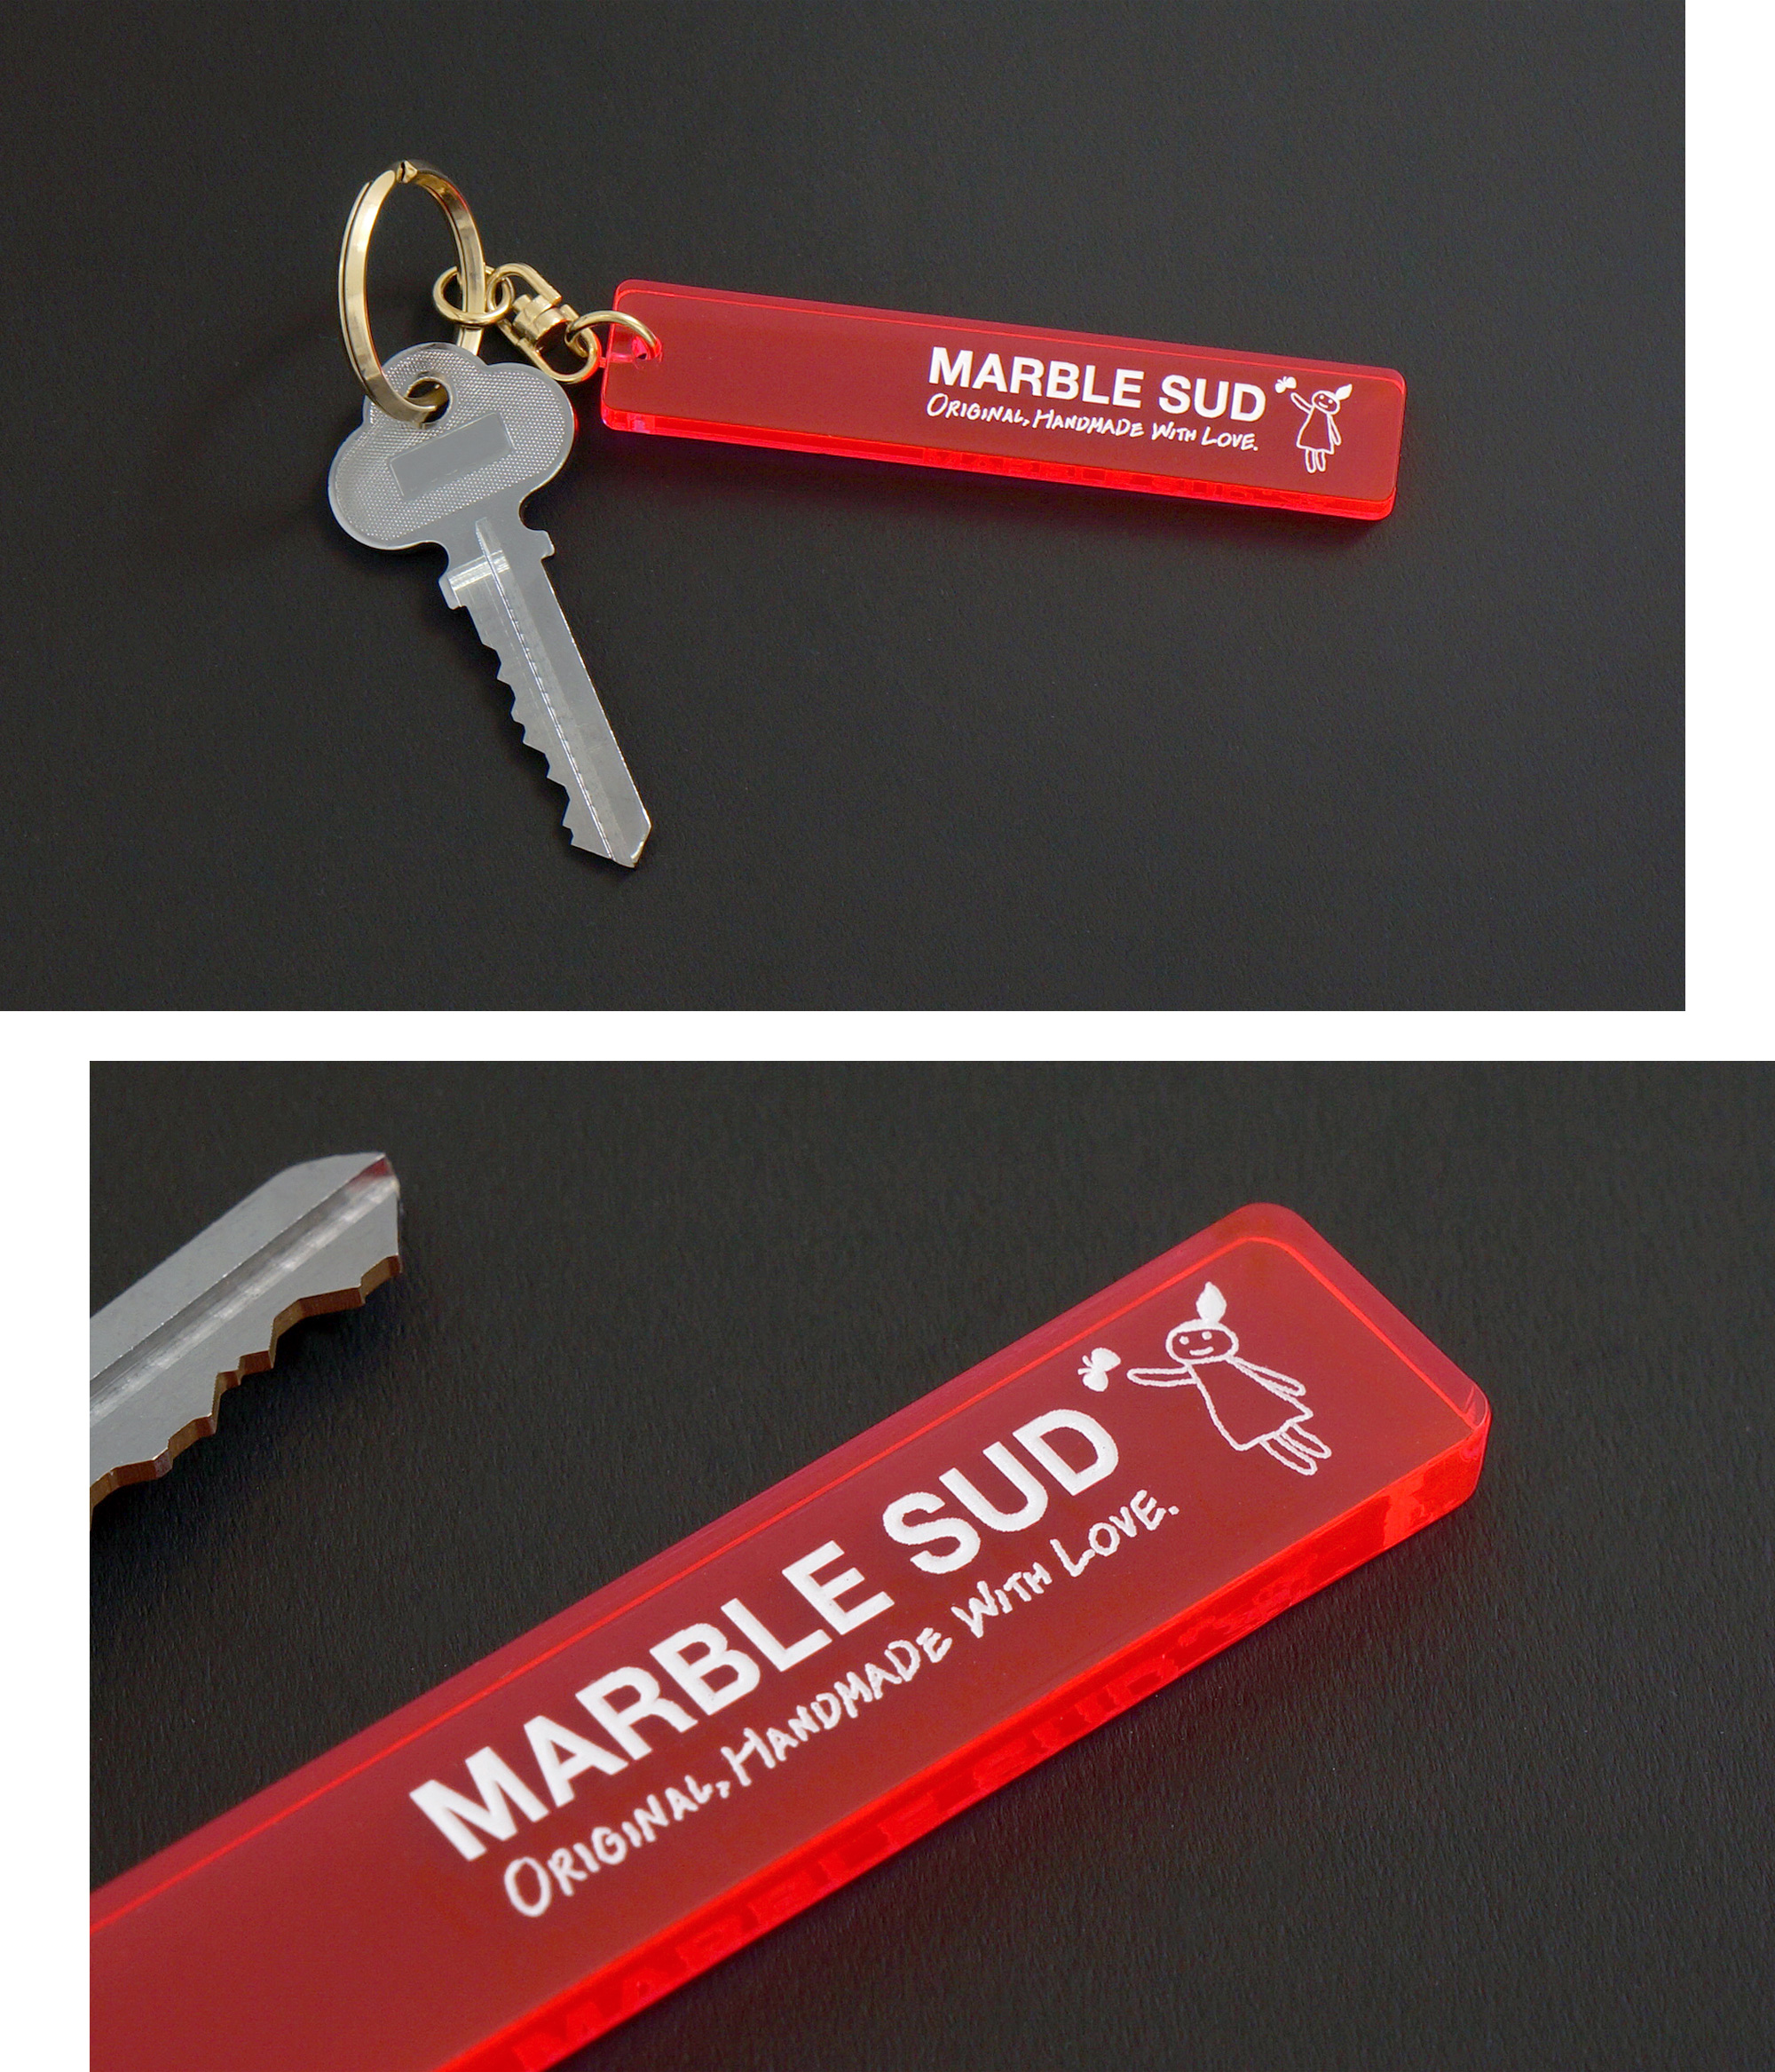 MARBLE SUD
ORIGINAL, HANDMADE WITH LOVE.
MARBLE SUD
ORIGINAL, HANDMADE WITH LOVE.